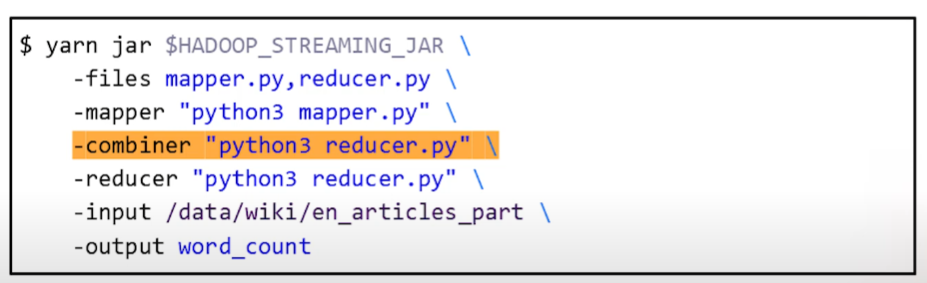 $ yarn jar $HADOOP_STREAMING_JAR \
-files mapper.py,reducer.py \
-mapper "python3 mapper.py" \
-combiner "python3 reducer.py" \
-reducer "python3 reducer.py" \
-input /data/wiki/en_articles_part \
-output word_count